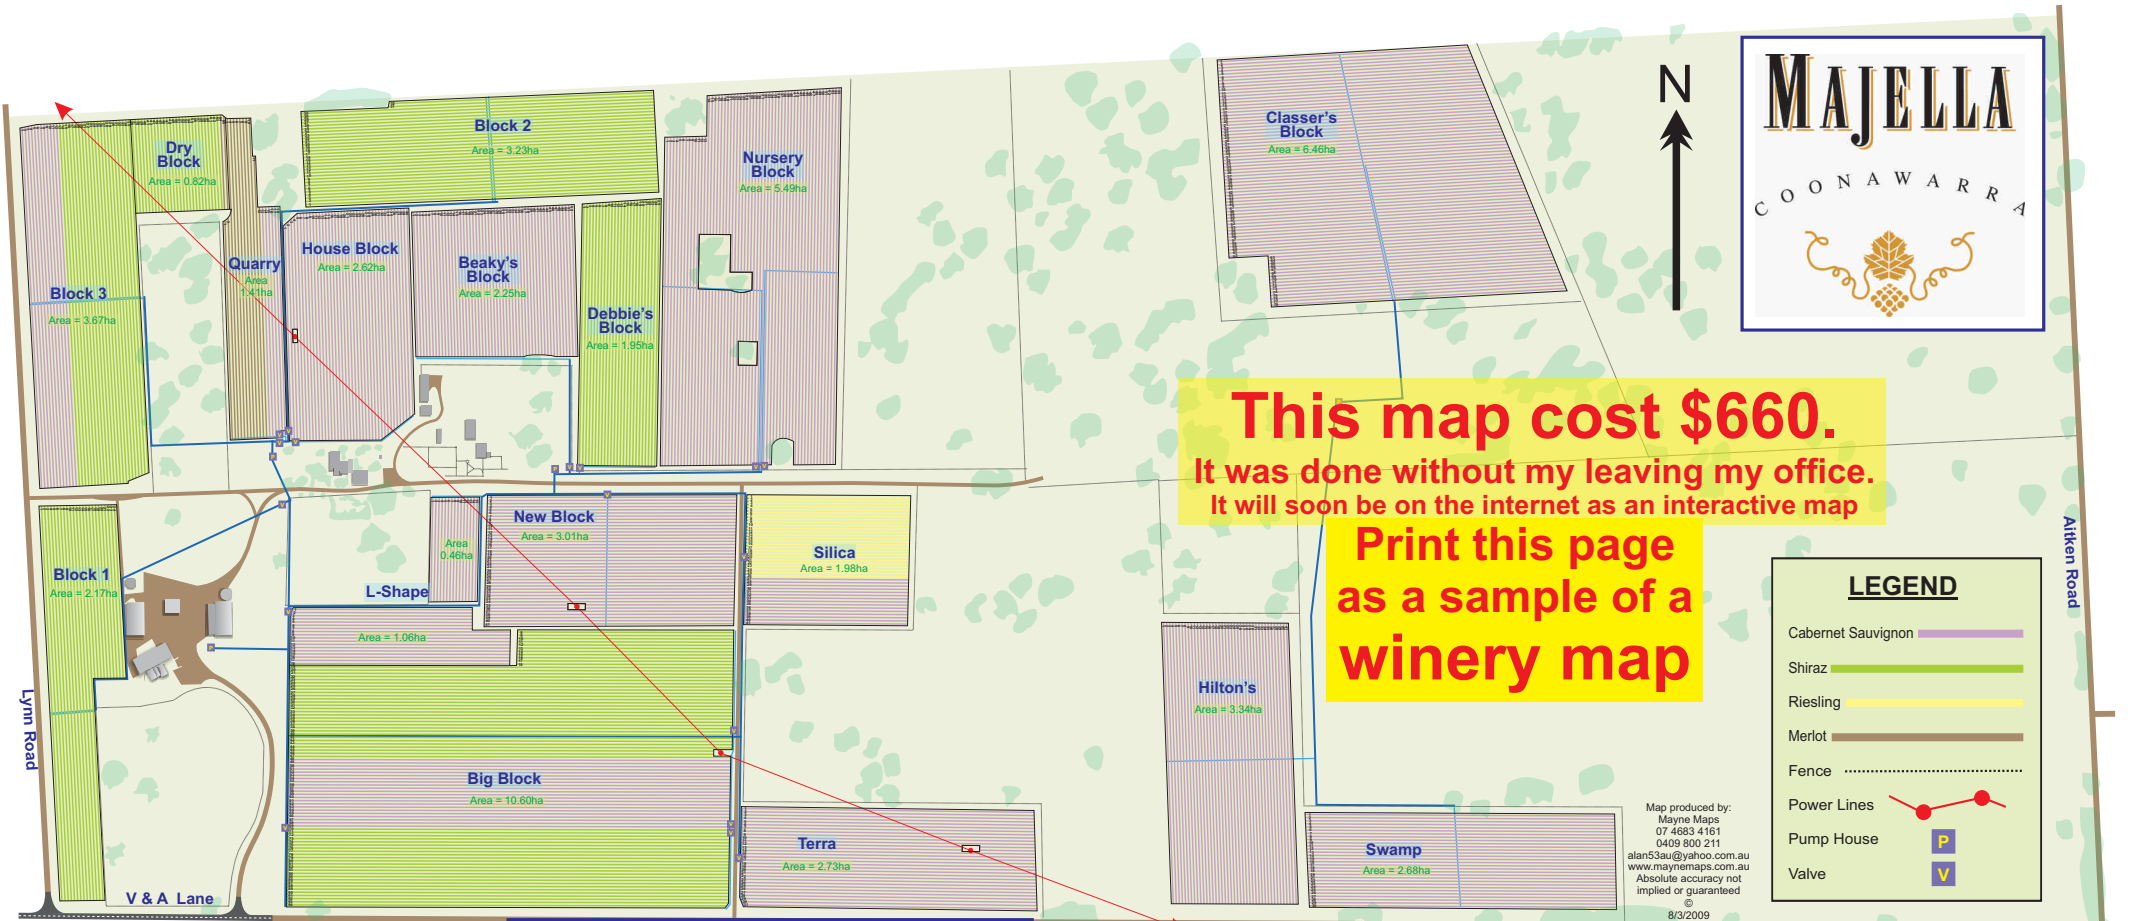 MAJELLA
COONAWARRA
N
Dry
Block
Area = 0.82ha
Block 2
Area = 3.23ha
Nursery
Block
Area = 5.49ha
Classer's
Block
Area = 6.46ha
Block 3
Area = 3.67ha
Quarry
Area
1.41ha
House Block
Area = 2.62ha
Beaky's
Block
Area = 2.25ha
Debbie's
Block
Area = 1.95ha
This map cost $660.
It was done without my leaving my office.
It will soon be on the internet as an interactive map
Print this page
as a sample of a
winery map
Block 1
Area = 2.17ha
Area
0.46ha
L-Shape
Area = 1.06ha
New Block
Area = 3.01ha
Silica
Area = 1.98ha
Big Block
Area = 10.60ha
Terra
Area = 2.73ha
Hilton's
Area = 3.34ha
Swamp
Area = 2.68ha
Lynn Road
V & A Lane
Aitken Road
LEGEND
Cabernet Sauvignon
Shiraz
Riesling
Merlot
Fence
Power Lines
Pump House P
Valve V
Map produced by:
Mayne Maps
07 4683 4161
0409 800 211
alan53au@yahoo.com.au
www.maynemaps.com.au
Absolute accuracy not
implied or guaranteed
©
8/3/2009